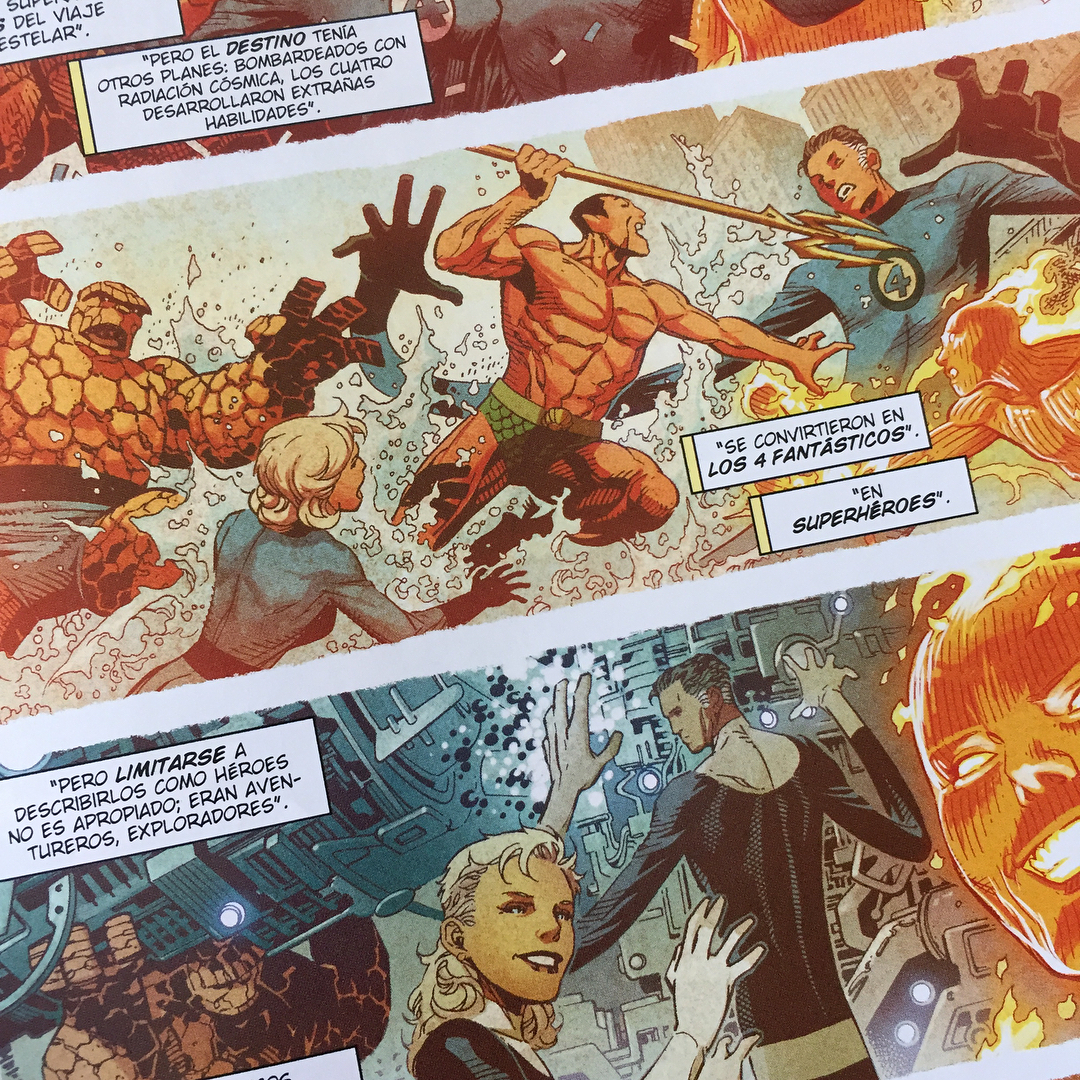 DEL VIAJE
ESTELAR".
"PERO EL DESTINO TENÍA
OTROS PLANES: BOMBARDEADOS CON
RADIACIÓN CÓSMICA, LOS CUATRO
DESARROLLARON EXTRAÑAS
HABILIDADES".
4
"SE CONVIRTIERON EN
LOS 4 FANTÁSTICOS".
"EN
SUPERHÉROES".
"PERO LIMITARSE A
DESCRIBIRLOS COMO HÉROES
NO ES APROPIADO; ERAN AVEN-
TUREROS, EXPLORADORES".